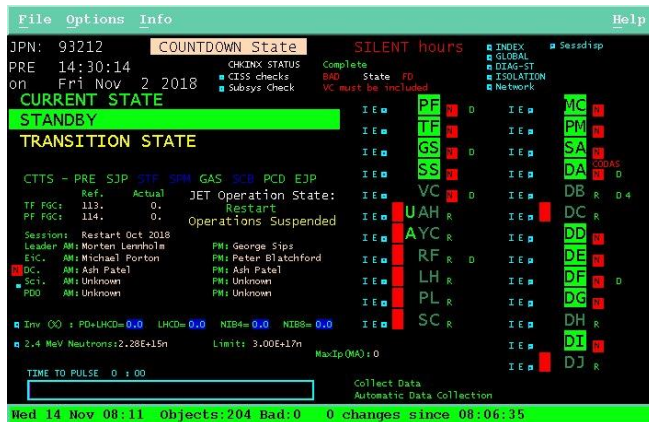 File Options Info Help
JPN: 93212 COUNTDOWN State SILENT hours INDEX Sessdisp
GLOBAL
PRE 14:30:14 CHKINX STATUS Complete DIAG-ST
on Fri Nov 2 2018 CISS checks BAD State FD ISOLATION
Subsys Check VC must be included Network
CURRENT STATE
STANDBY
TRANSITION STATE
CTTS - PRE SJP STF SPM GAS SCB PCD EJP
Ref. Actual JET Operation State:
TF FGC: 113. 0. Restart
PF FGC: 114. 0. Operations Suspended
Session: Restart Oct 2018
Leader AM: Morten Lennholm PM: George Sips
EiC. AM: Michael Porton PM: Peter Blatchford
N DC. AM: Ash Patel PM: Ash Patel
Sci. AM: Unknown PM: Unknown
PDO AM: Unknown PM: Unknown
Inv (%) : PD+LHCD= 0.0 LHCD= 0.0 NIB4= 0.0 NIB8= 0.0
2.4 MeV Neutrons: 2.28E+15n Limit: 3.00E+17n
MaxIp(MA): 0
TIME TO PULSE 0 : 00
I E PF N D
I E TF N
I E GS N D
I E SS N
I E VC N D
I E U AH R
I E A YC R
I E RF R D
I E LH R
I E PL R
I E SC R
I E MC N
I E PM N
I E SA N
CODAS
I E DA N D
I E DB R D 4
I E DC R
I E DD N
I E DE N
I E DF N D
I E DG N
I E DH R
I E DI N
I E DJ R
Collect Data
Automatic Data Collection
Wed 14 Nov 08:11 Objects:204 Bad:0 0 changes since 08:06:35